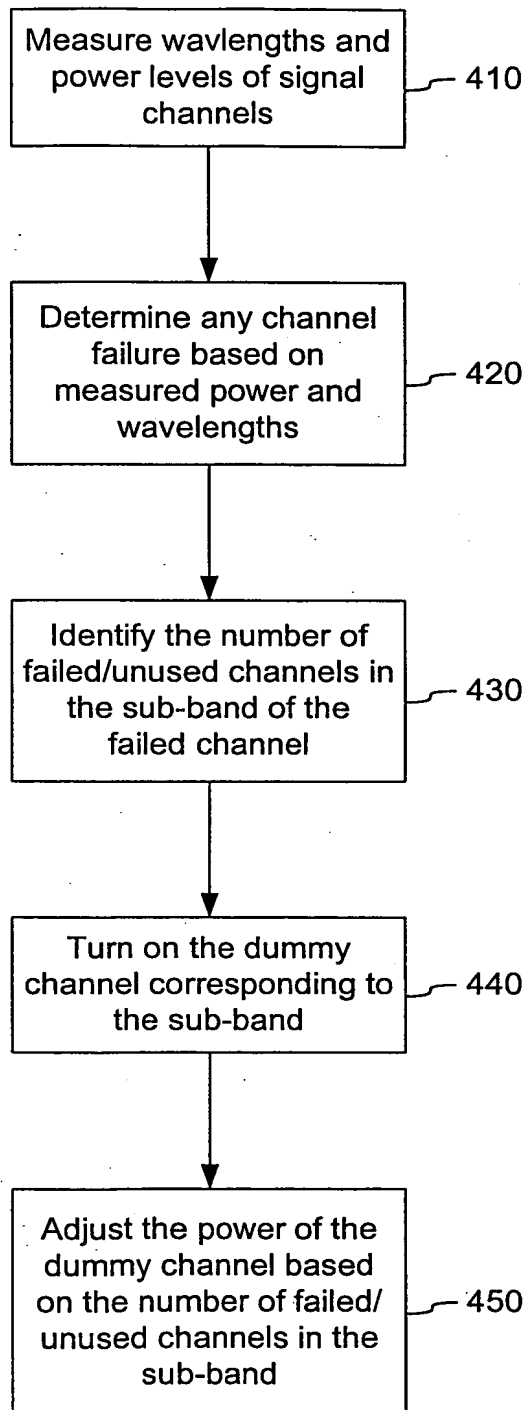 Measure wavlengths and
power levels of signal
channels
410
Determine any channel
failure based on
measured power and
wavelengths
420
Identify the number of
failed/unused channels in
the sub-band of the
failed channel
430
Turn on the dummy
channel corresponding to
the sub-band
440
Adjust the power of the
dummy channel based
on the number of failed/
unused channels in the
sub-band
450